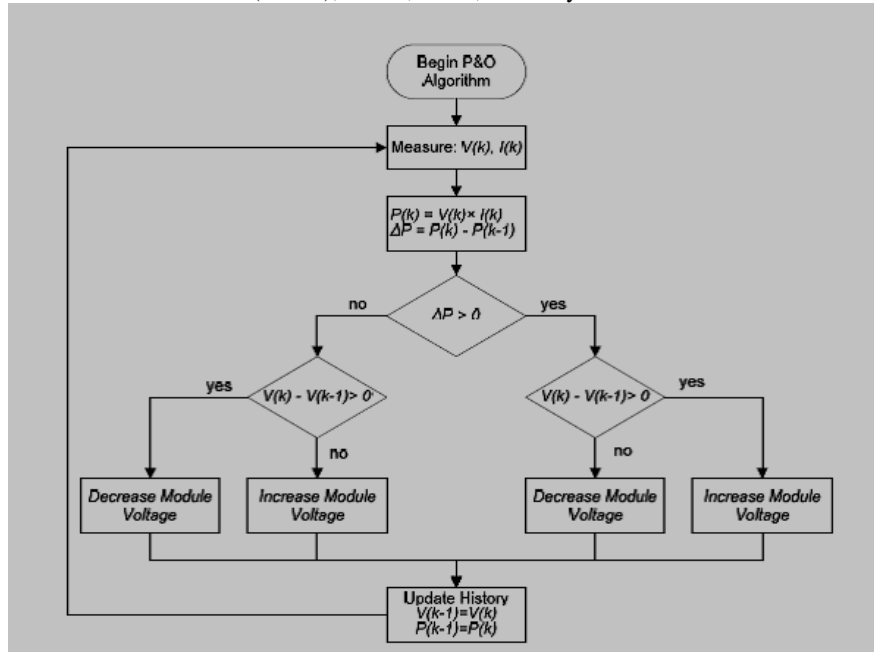 Begin P&O
Algorithm
Measure: V(k), I(k)
P(k) = V(k)× I(k)
ΔP = P(k) - P(k-1)
no
ΔP > 0
yes
yes
V(k) - V(k-1)> 0
V(k) - V(k-1)> 0
yes
no
no
Decrease Module
Voltage
Increase Module
Voltage
Decrease Module
Voltage
Increase Module
Voltage
Update History
V(k-1)=V(k)
P(k-1)=P(k)